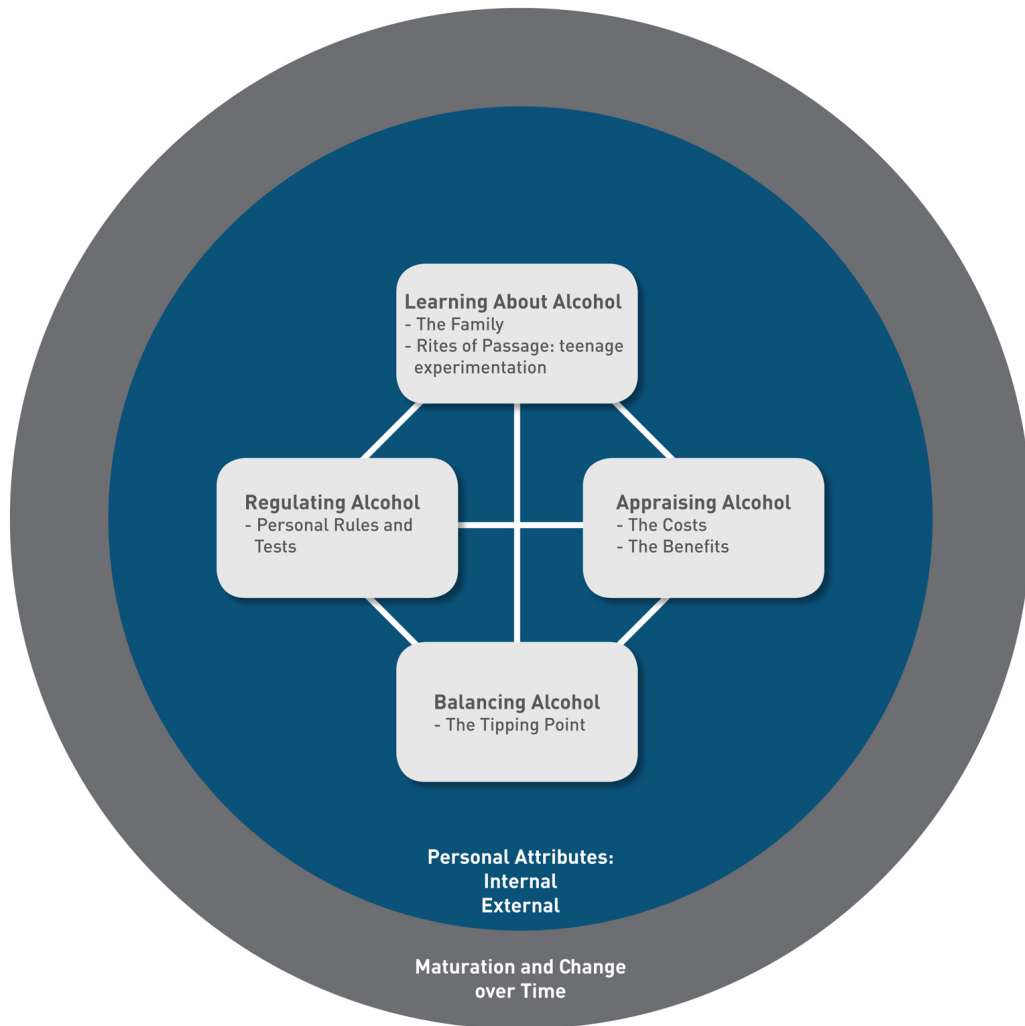 Learning About Alcohol
- The Family
- Rites of Passage: teenage
experimentation
Regulating Alcohol
- Personal Rules and
Tests
Appraising Alcohol
- The Costs
- The Benefits
Balancing Alcohol
- The Tipping Point
Personal Attributes:
Internal
External
Maturation and Change
over Time